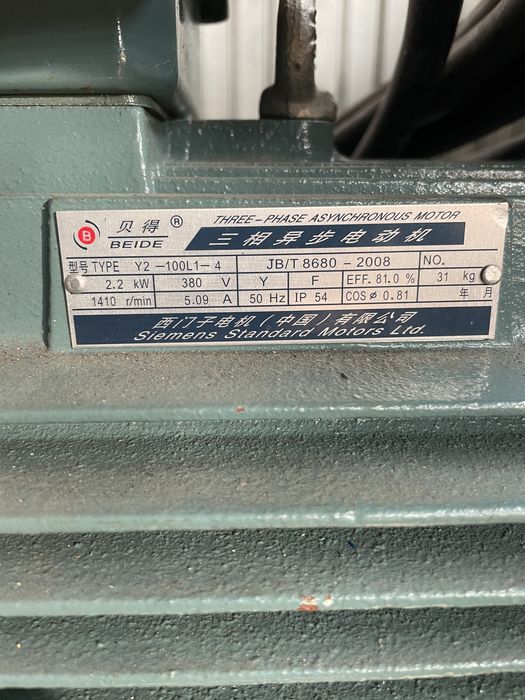 B 贝得 ®
BEIDE
THREE-PHASE ASYNCHRONOUS MOTOR
三相异步电动机
型号 TYPE Y2-100L1-4 JB/T 8680-2008 NO.
2.2 kW 380 V Y F EFF. 81.0 % 31 kg
1410 r/min 5.09 A 50 Hz IP 54 COS ø 0.81 年 月
西门子电机（中国）有限公司
Siemens Standard Motors Ltd.